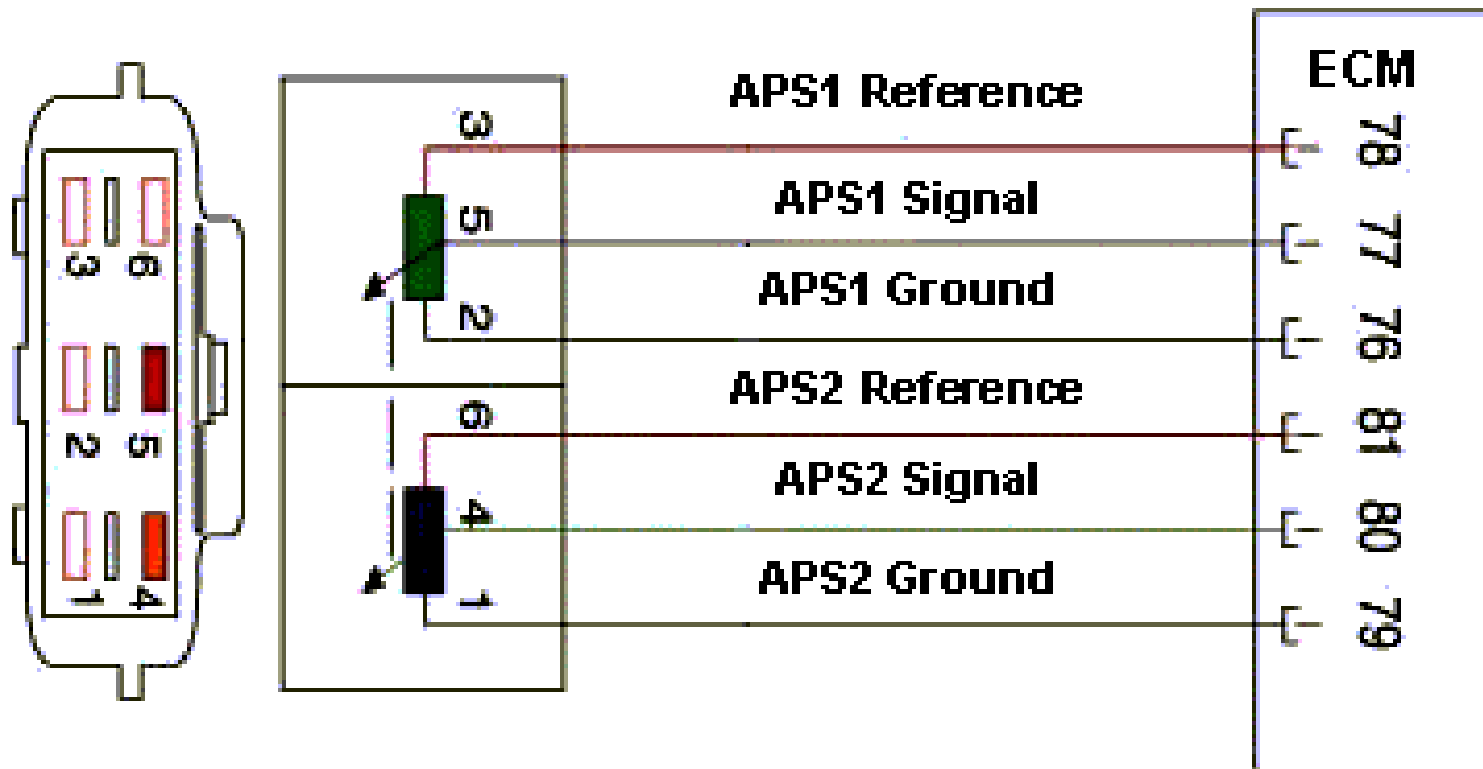 ECM
APS1 Reference
3
78
APS1 Signal
5
77
APS1 Ground
2
76
APS2 Reference
6
81
APS2 Signal
4
80
APS2 Ground
1
79
3 6
2 5
1 4